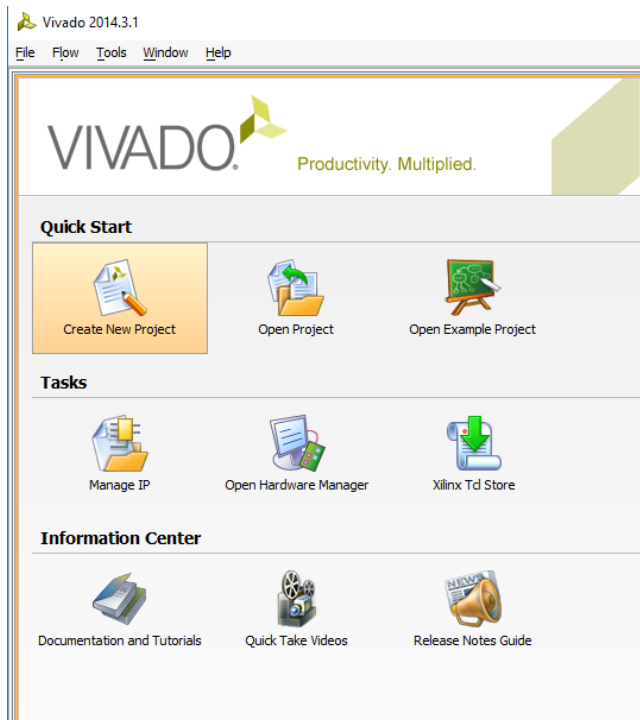 Vivado 2014.3.1
File Flow Tools Window Help
VIVADO.
Productivity. Multiplied.
Quick Start
Create New Project Open Project Open Example Project
Tasks
Manage IP Open Hardware Manager Xilinx Tcl Store
Information Center
NEWS
Documentation and Tutorials Quick Take Videos Release Notes Guide